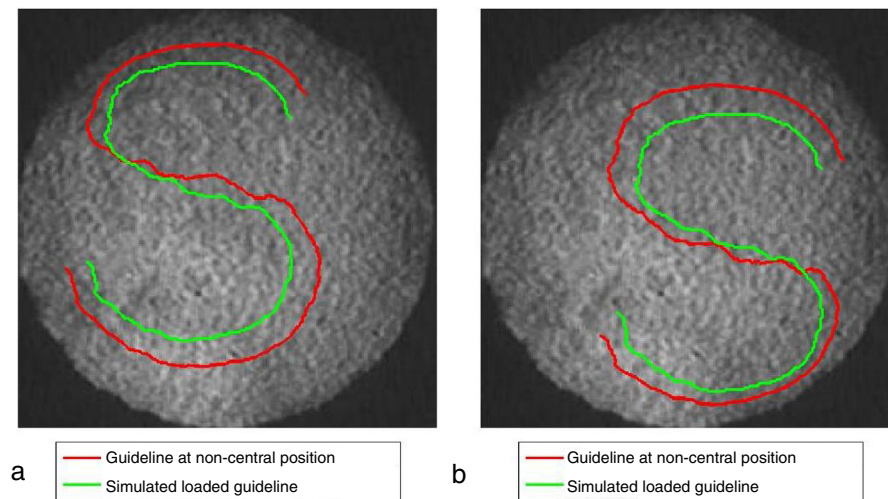 a
Guideline at non-central position
Simulated loaded guideline
b
Guideline at non-central position
Simulated loaded guideline